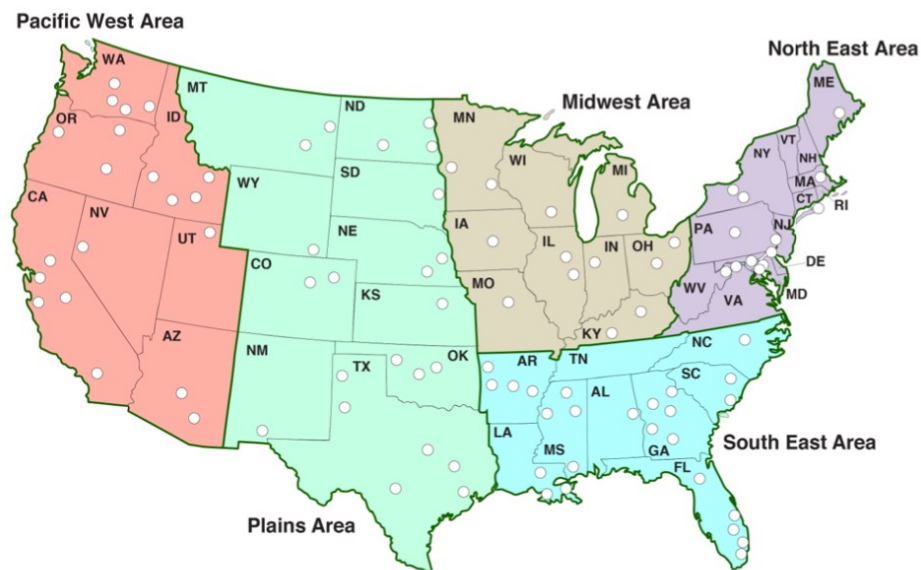 Pacific West Area
North East Area
Midwest Area
South East Area
Plains Area
WA
OR
ID
CA
NV
UT
AZ
MT
ND
WY
SD
NE
CO
KS
NM
TX
OK
MN
WI
MI
IA
IL
IN
OH
MO
KY
ME
VT
NH
NY
MA
CT
RI
PA
NJ
DE
MD
WV
VA
AR
TN
NC
SC
LA
MS
AL
GA
FL